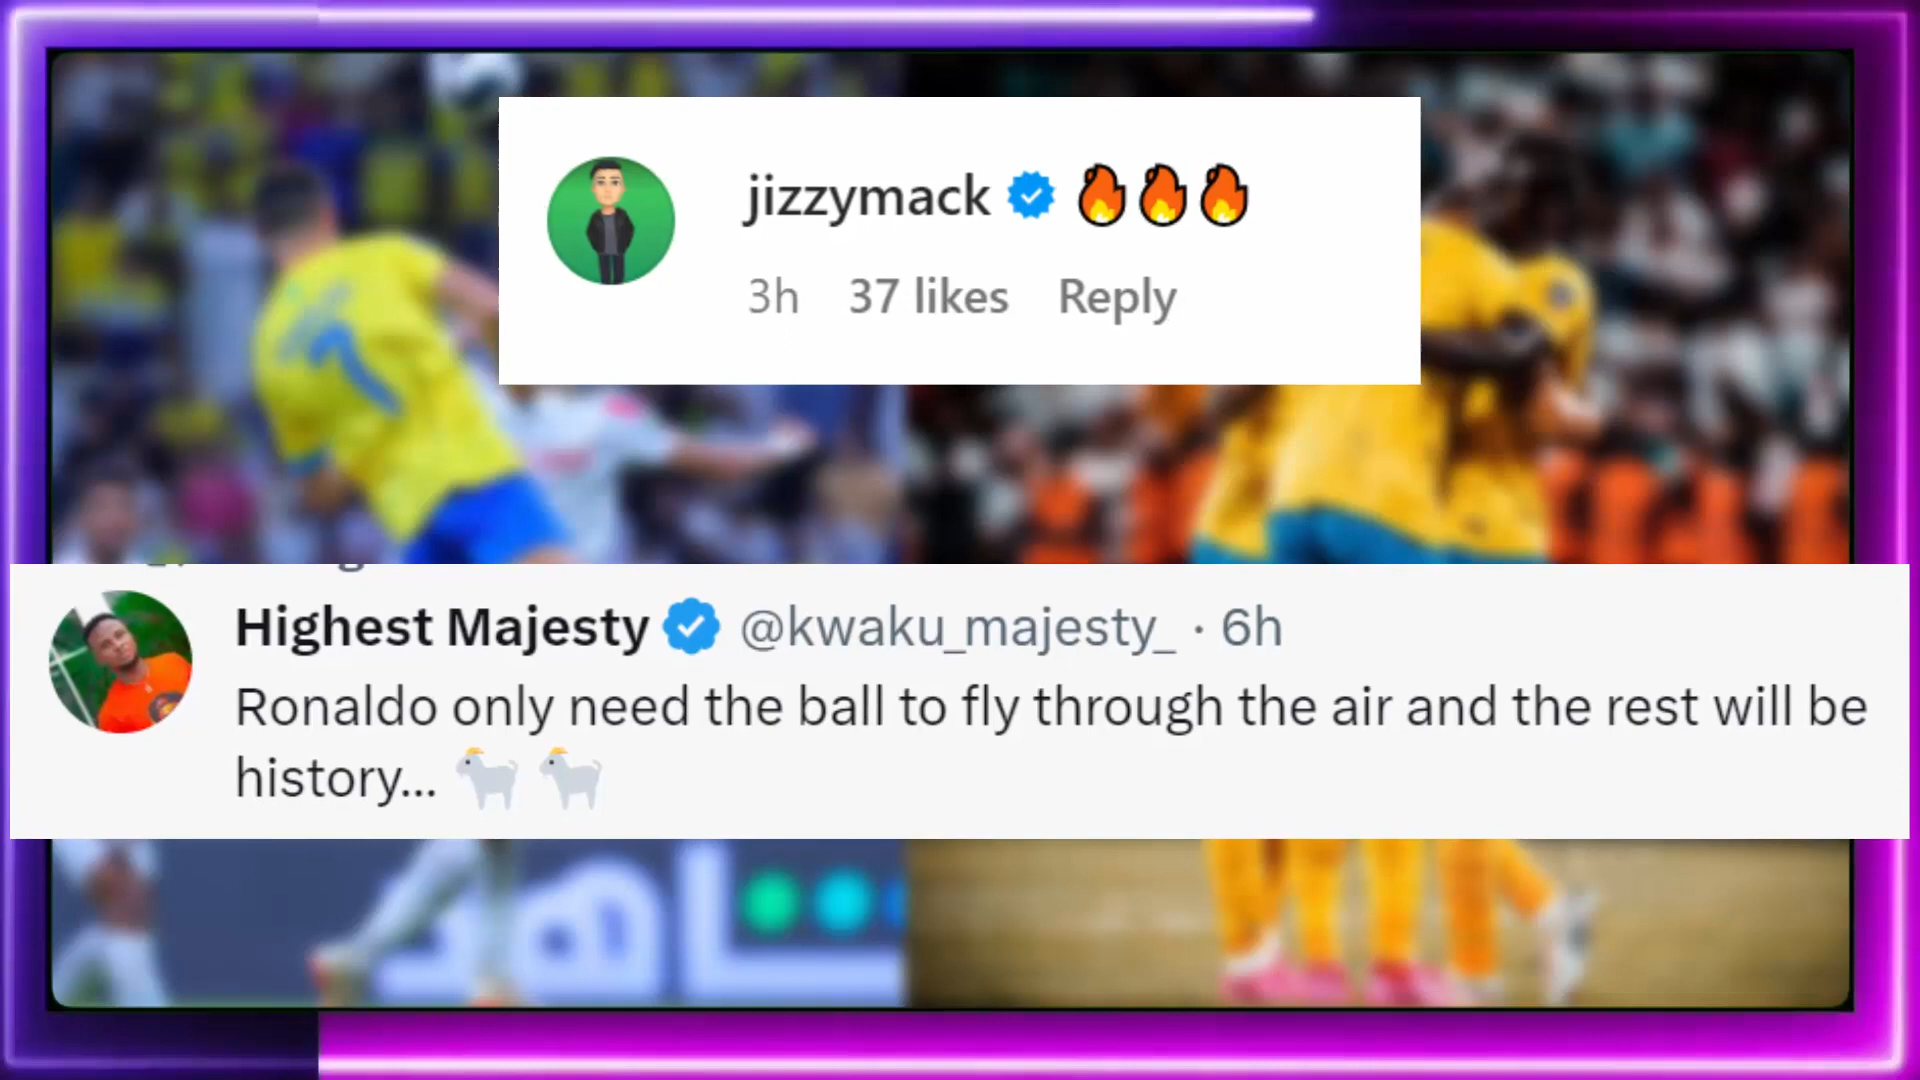 jizzymack 🔥🔥🔥
3h 37 likes Reply
Highest Majesty @kwaku_majesty_ · 6h
Ronaldo only need the ball to fly through the air and the rest will be
history... 🐐 🐐
7